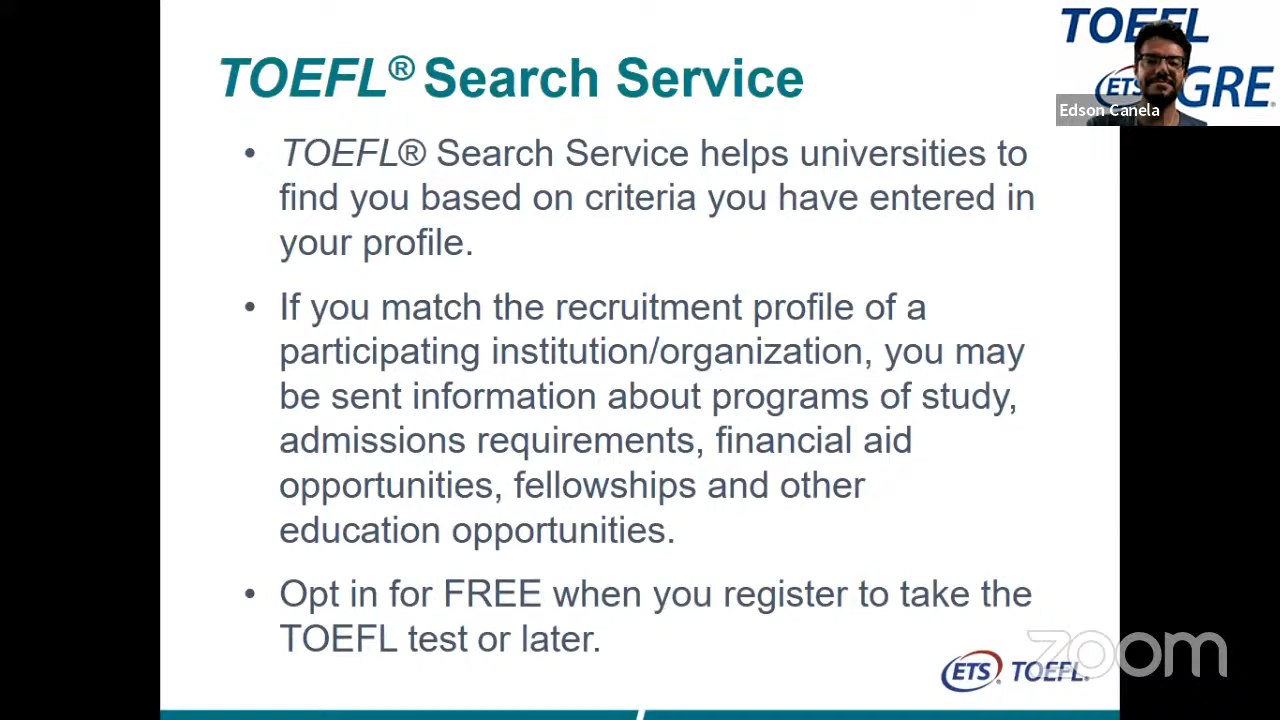 TOEFL® Search Service
• TOEFL® Search Service helps universities to
find you based on criteria you have entered in
your profile.
• If you match the recruitment profile of a
participating institution/organization, you may
be sent information about programs of study,
admissions requirements, financial aid
opportunities, fellowships and other
education opportunities.
• Opt in for FREE when you register to take the
TOEFL test or later.
TOEFL
ETS GRE®
Edson Canela
zoom
ETS® TOEFL®